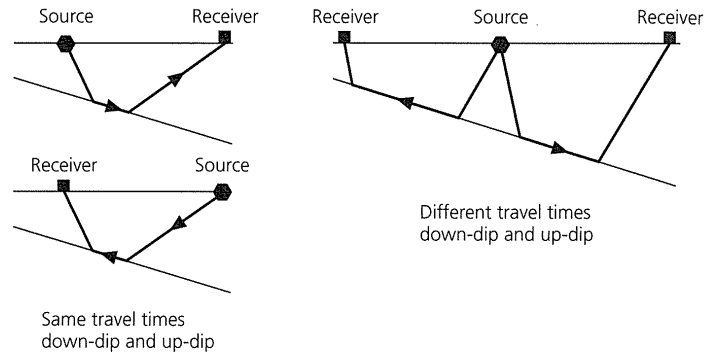 Source Receiver
Receiver Source Receiver
Receiver Source
Same travel times
down-dip and up-dip
Different travel times
down-dip and up-dip